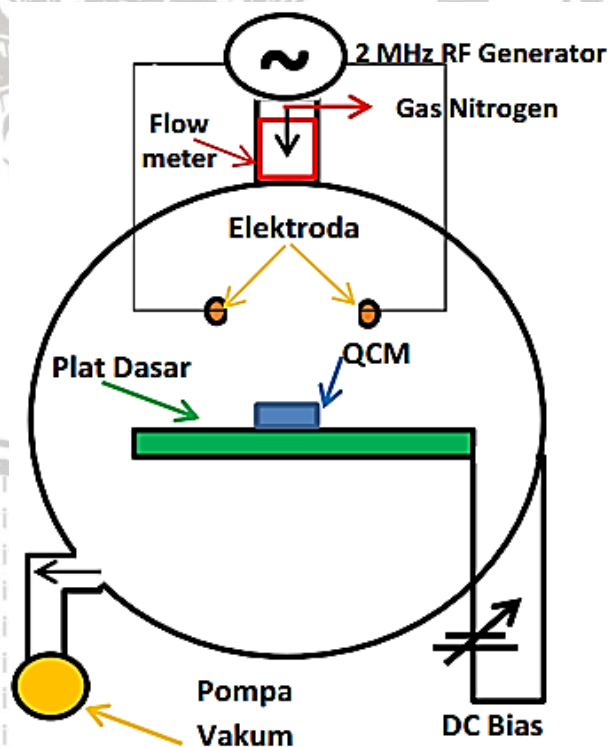 2 MHz RF Generator
Gas Nitrogen
Flow
meter
Elektroda
QCM
Plat Dasar
Pompa
Vakum
DC Bias